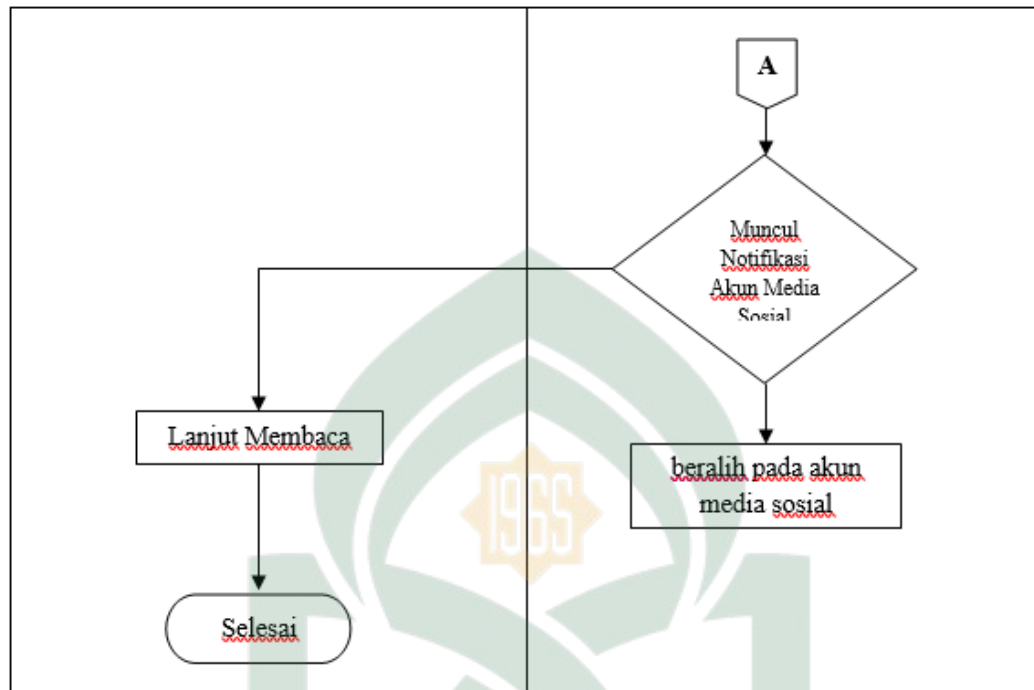 A
Muncul
Notifikasi
Akun Media
Sosial
Lanjut Membaca
beralih pada akun
media sosial
1965
Selesai